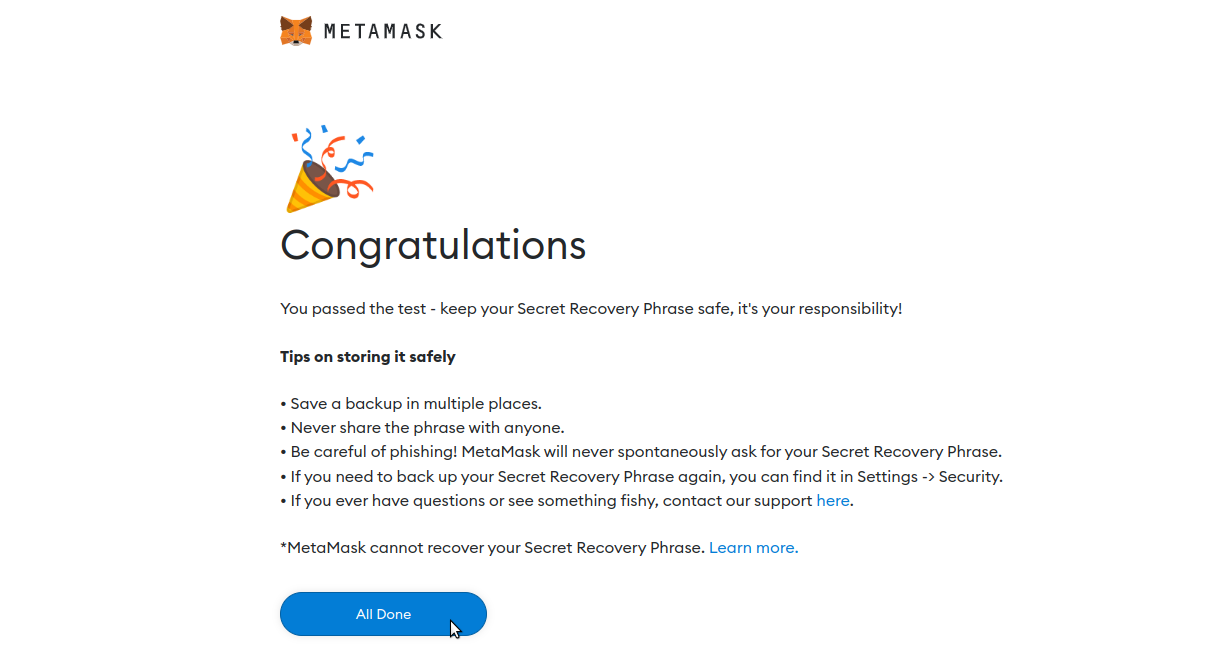 METAMASK
Congratulations
You passed the test - keep your Secret Recovery Phrase safe, it's your responsibility!
Tips on storing it safely
• Save a backup in multiple places.
• Never share the phrase with anyone.
• Be careful of phishing! MetaMask will never spontaneously ask for your Secret Recovery Phrase.
• If you need to back up your Secret Recovery Phrase again, you can find it in Settings -> Security.
• If you ever have questions or see something fishy, contact our support here.
*MetaMask cannot recover your Secret Recovery Phrase. Learn more.
All Done